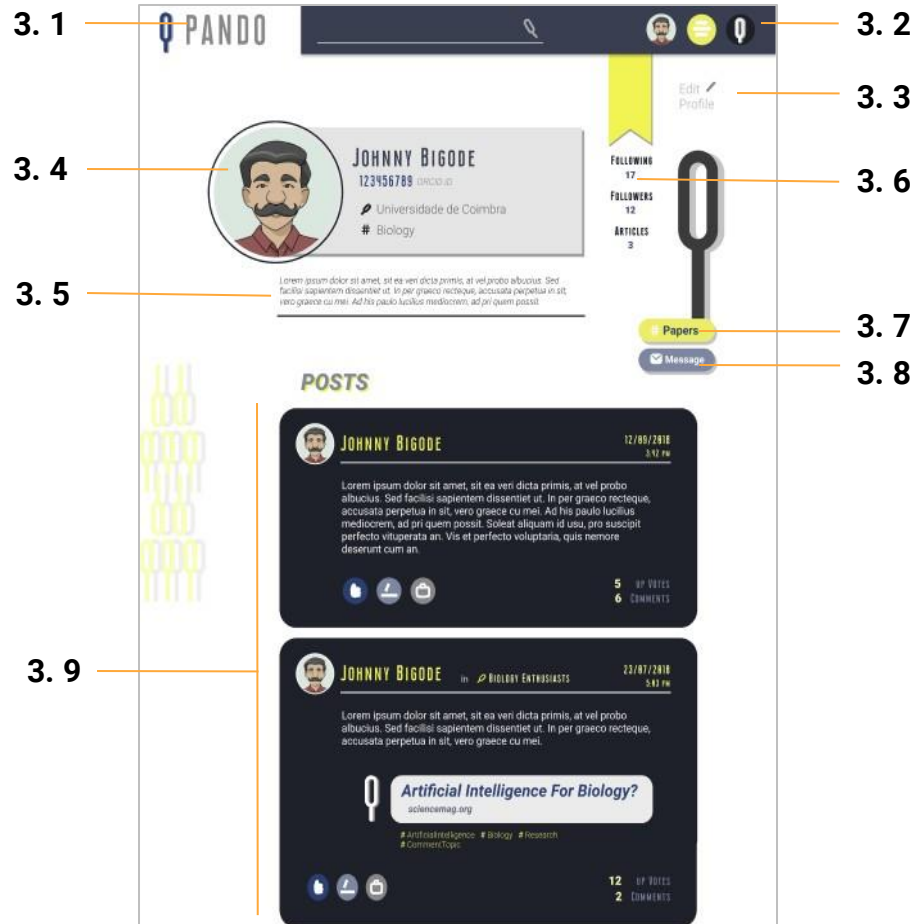 3. 1
PANDO
3. 2
Edit
Profile
3. 3
3. 4
JOHNNY BIGODE
123456789 ORCID ID
Universidade de Coimbra
# Biology
FOLLOWING
17
FOLLOWERS
12
ARTICLES
3
3. 6
3. 5
Lorem ipsum dolor sit amet, sit ea veri dicta primis, at vel probo albucius. Sed
facilisi sapientem dissentiet ut. In per graeco recteque, accusata perpetua in sit,
vero graece cu mei. Ad his paulo lucilius mediocrem, ad pri quem possit.
# Papers
3. 7
Message
3. 8
POSTS
JOHNNY BIGODE
12/09/2018
3:42 PM
Lorem ipsum dolor sit amet, sit ea veri dicta primis, at vel probo
albucius. Sed facilisi sapientem dissentiet ut. In per graeco recteque,
accusata perpetua in sit, vero graece cu mei. Ad his paulo lucilius
mediocrem, ad pri quem possit. Soleat aliquam id usu, pro suscipit
perfecto vituperata an. Vis et perfecto voluptaria, quis nemore
deserunt cum an.
5 UP VOTES
6 COMMENTS
3. 9
JOHNNY BIGODE in BIOLOGY ENTHUSIASTS
23/07/2018
5:03 PM
Lorem ipsum dolor sit amet, sit ea veri dicta primis, at vel probo
albucius. Sed facilisi sapientem dissentiet ut. In per graeco recteque,
accusata perpetua in sit, vero graece cu mei.
Artificial Intelligence For Biology?
sciencemag.org
# ArtificialIntelligence # Biology # Research
# CommentTopic
12 UP VOTES
2 COMMENTS